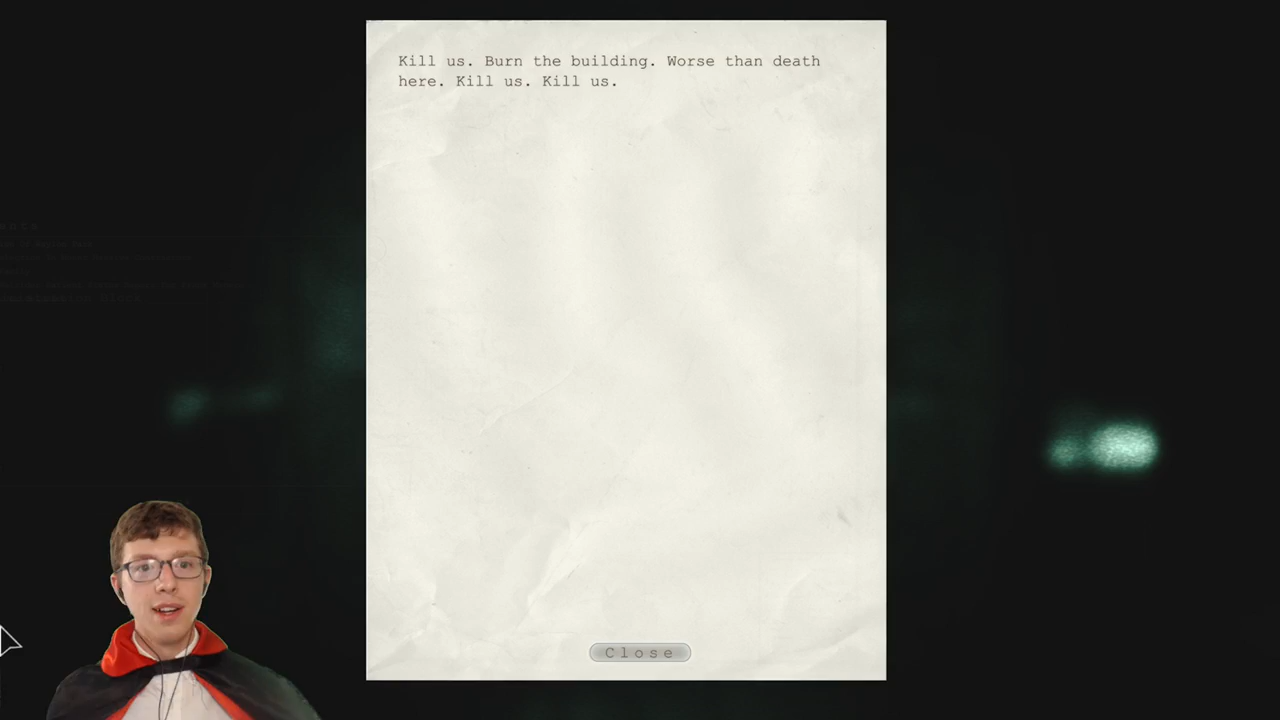 Kill us. Burn the building. Worse than death
here. Kill us. Kill us.
Close